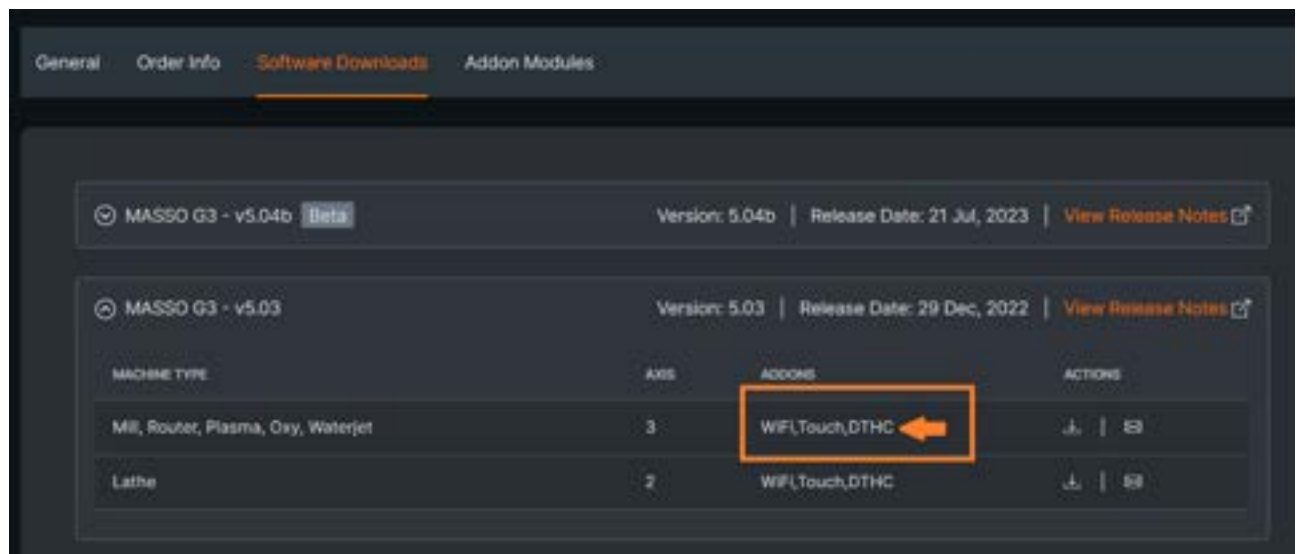 General Order Info Software Downloads Addon Modules
MASSO G3 - v5.04b Beta Version: 5.04b | Release Date: 21 Jul, 2023 | View Release Notes
MASSO G3 - v5.03 Version: 5.03 | Release Date: 29 Dec, 2022 | View Release Notes
MACHINE TYPE AXIS ADDONS ACTIONS
Mill, Router, Plasma, Oxy, Waterjet 3 WiFi,Touch,DTHC |
Lathe 2 WiFi,Touch,DTHC |